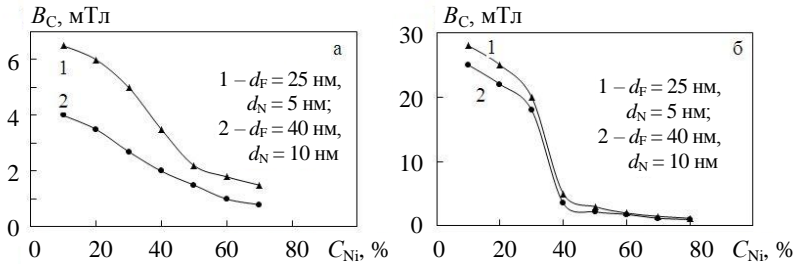 B_C, мТл
6
4
2
0
0 20 40 60 80 C_Ni, %
а
1
2
1 – d_F = 25 нм,
d_N = 5 нм;
2 – d_F = 40 нм,
d_N = 10 нм
B_C, мТл
30
20
10
0
0 20 40 60 80 C_Ni, %
б
1
2
1 – d_F = 25 нм,
d_N = 5 нм;
2 – d_F = 40 нм,
d_N = 10 нм